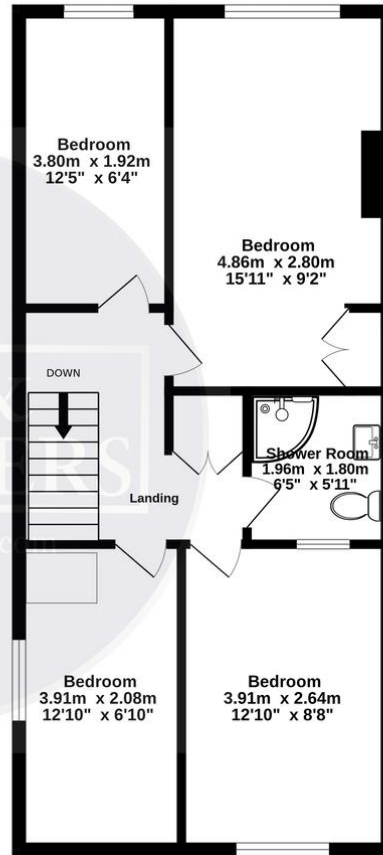 Bedroom
3.80m x 1.92m
12'5" x 6'4"
Bedroom
4.86m x 2.80m
15'11" x 9'2"
DOWN
Shower Room
1.96m x 1.80m
6'5" x 5'11"
Landing
Bedroom
3.91m x 2.08m
12'10" x 6'10"
Bedroom
3.91m x 2.64m
12'10" x 8'8"